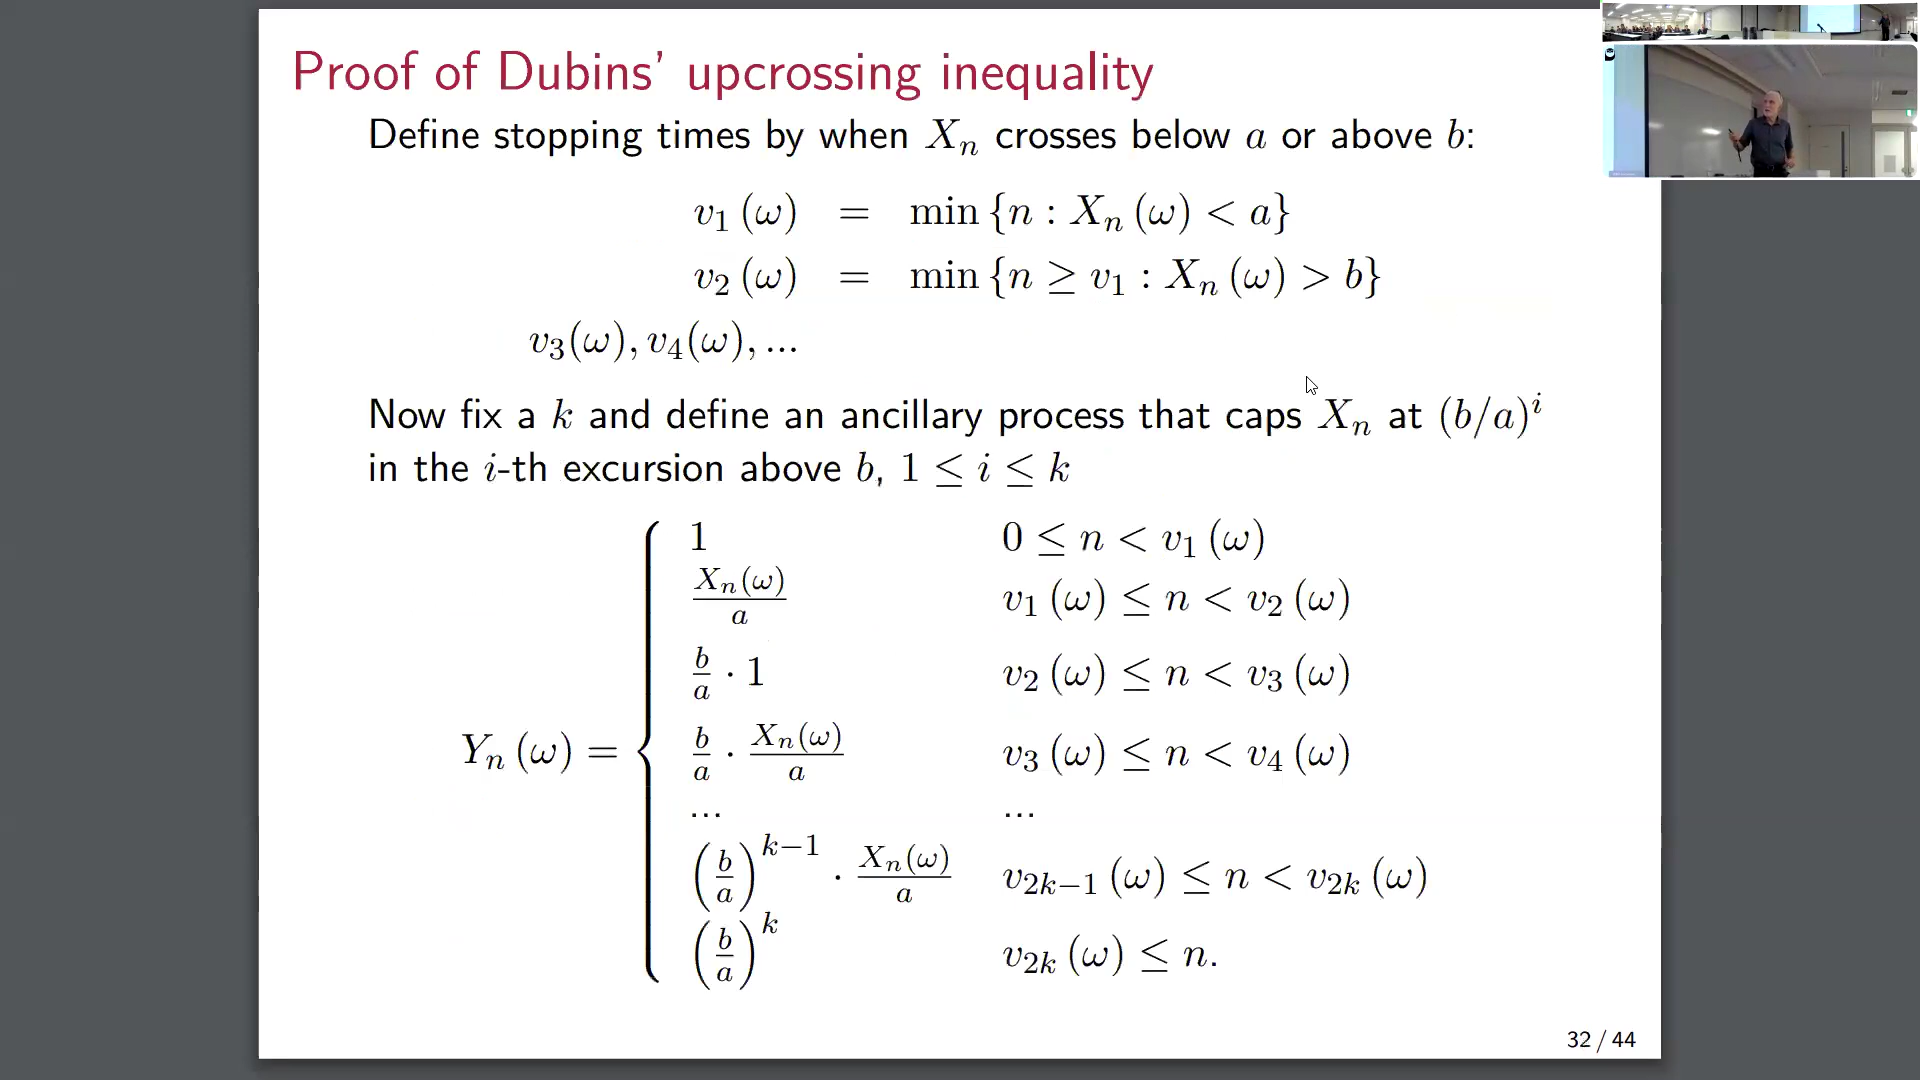 Proof of Dubins' upcrossing inequality
Define stopping times by when Xₙ crosses below a or above b:
v₁ (ω) = min {n : Xₙ (ω) < a}
v₂ (ω) = min {n ≥ v₁ : Xₙ (ω) > b}
v₃(ω), v₄(ω), ...
Now fix a k and define an ancillary process that caps Xₙ at (b/a)ⁱ
in the i-th excursion above b, 1 ≤ i ≤ k
Yₙ (ω) = {
1 0 ≤ n < v₁ (ω)
Xₙ(ω)/a v₁ (ω) ≤ n < v₂ (ω)
b/a · 1 v₂ (ω) ≤ n < v₃ (ω)
b/a · Xₙ(ω)/a v₃ (ω) ≤ n < v₄ (ω)
... ...
(b/a)ᵏ⁻¹ · Xₙ(ω)/a v₂ₖ₋₁ (ω) ≤ n < v₂ₖ (ω)
(b/a)ᵏ v₂ₖ (ω) ≤ n.
32 / 44